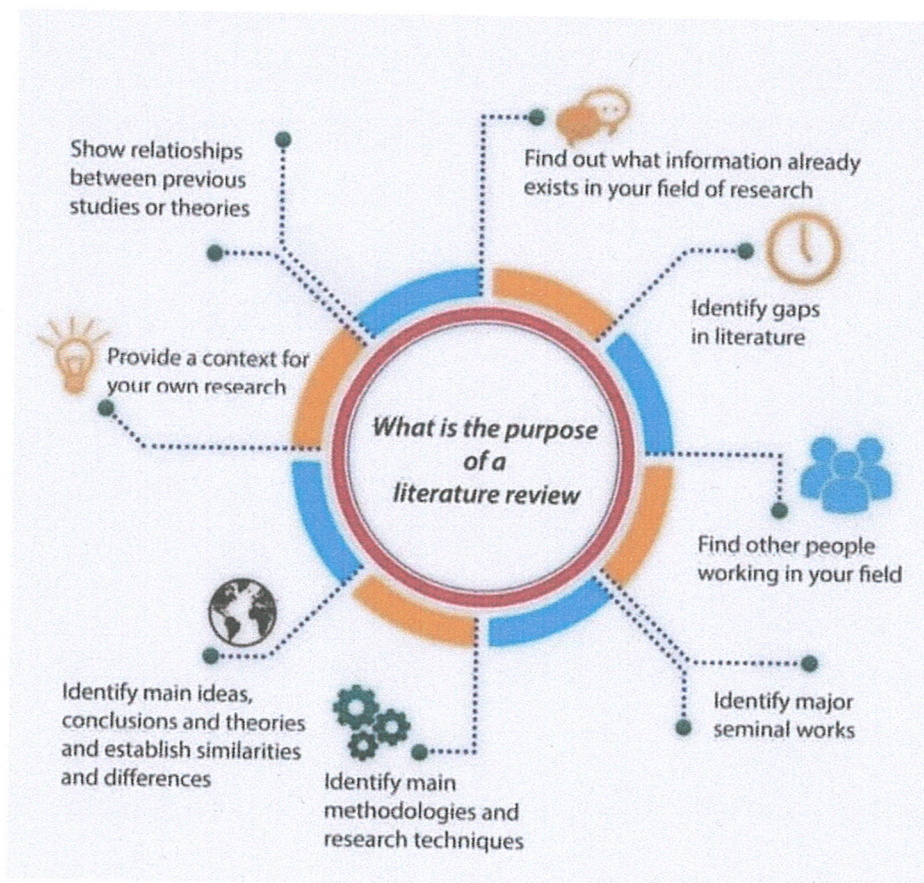 What is the purpose
of a
literature review
Find out what information already
exists in your field of research
Identify gaps
in literature
Find other people
working in your field
Identify major
seminal works
Identify main
methodologies and
research techniques
Identify main ideas,
conclusions and theories
and establish similarities
and differences
Provide a context for
your own research
Show relatioships
between previous
studies or theories